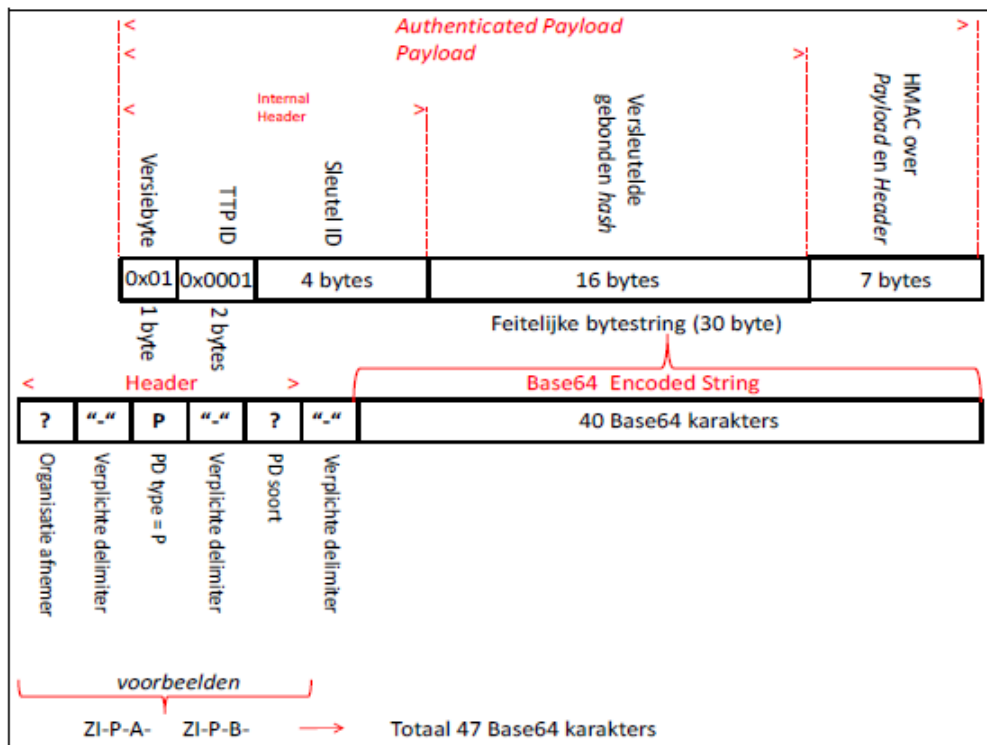 Authenticated Payload
Payload
Internal
Header
Versiebyte
TTP ID
Sleutel ID
Versleutelde
gebonden hash
HMAC over
Payload en Header
0x01
0x0001
4 bytes
16 bytes
7 bytes
1 byte
2 bytes
Feitelijke bytestring (30 byte)
Header
Base64 Encoded String
?
“-“
P
“-“
?
“-“
40 Base64 karakters
Organisatie afnemer
Verplichte delimiter
PD type = P
Verplichte delimiter
PD soort
Verplichte delimiter
voorbeelden
ZI-P-A- ZI-P-B- Totaal 47 Base64 karakters